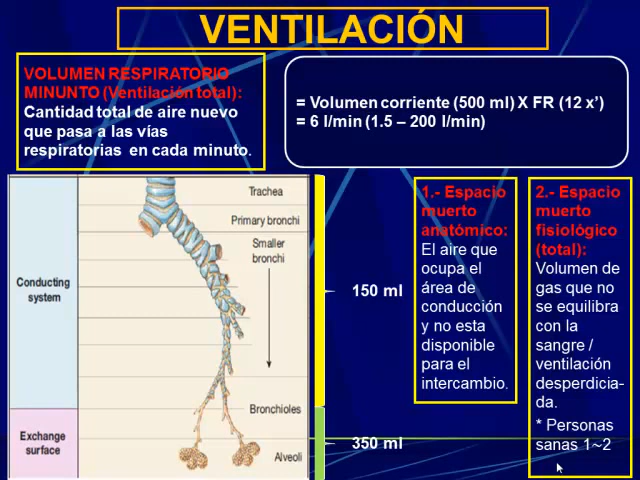 VENTILACIÓN
VOLUMEN RESPIRATORIO
MINUNTO (Ventilación total):
Cantidad total de aire nuevo
que pasa a las vías
respiratorias en cada minuto.
= Volumen corriente (500 ml) X FR (12 x’)
= 6 l/min (1.5 – 200 l/min)
Trachea
Primary bronchi
Smaller
bronchi
Conducting
system
Bronchioles
Exchange
surface
Alveoli
150 ml
350 ml
1.- Espacio
muerto
anatómico:
El aire que
ocupa el
área de
conducción
y no esta
disponible
para el
intercambio.
2.- Espacio
muerto
fisiológico
(total):
Volumen de
gas que no
se equilibra
con la
sangre /
ventilación
desperdicia-
da.
* Personas
sanas 1~2